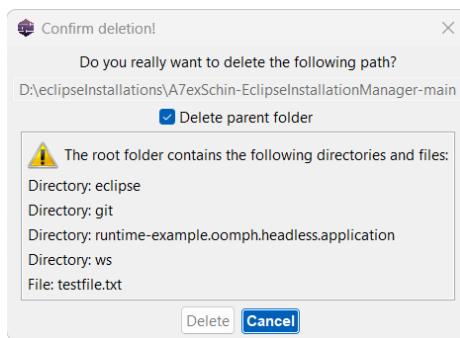 Confirm deletion!
Do you really want to delete the following path?
D:\eclipseInstallations\A7exSchin-EclipseInstallationManager-main
Delete parent folder
The root folder contains the following directories and files:
Directory: eclipse
Directory: git
Directory: runtime-example.oomph.headless.application
Directory: ws
File: testfile.txt
Delete Cancel